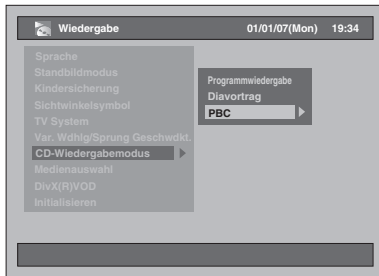 Wiedergabe 01/01/07(Mon) 19:34
Sprache
Standbildmodus
Kindersicherung
Sichtwinkelsymbol
TV System
Var. Wdhlg/Sprung Geschwdkt.
CD-Wiedergabemodus
Medienauswahl
DivX(R)VOD
Initialisieren
Programmwiedergabe
Diavortrag
PBC